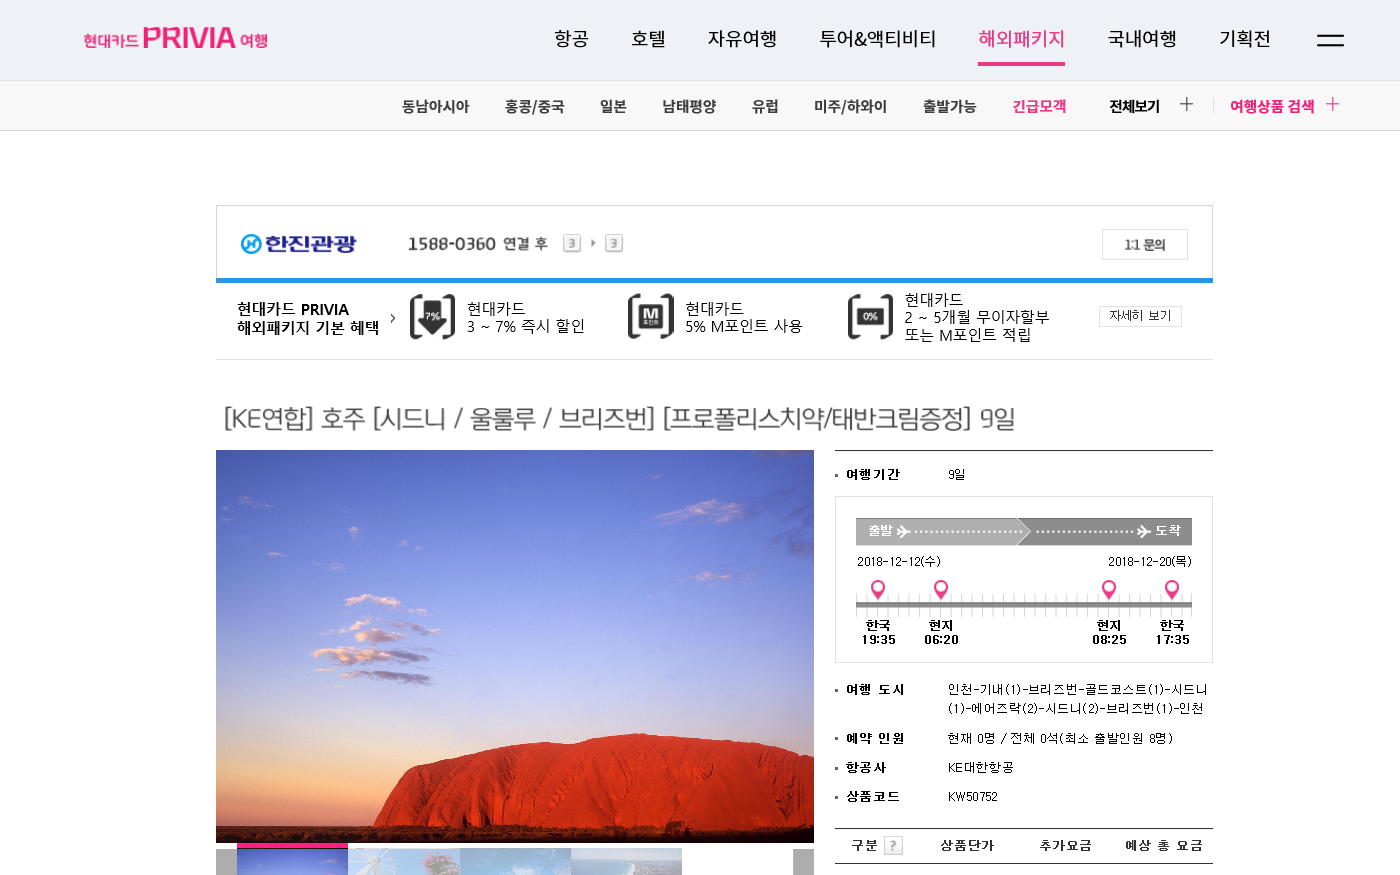 현대카드 PRIVIA 여행
항공 호텔 자유여행 투어&액티비티 해외패키지 국내여행 기획전
동남아시아 홍콩/중국 일본 남태평양 유럽 미주/하와이 출발가능 긴급모객 전체보기 여행상품 검색
한진관광 1588-0360 연결 후 3 3 1:1 문의
현대카드 PRIVIA
해외패키지 기본 혜택
7%
현대카드
3 ~ 7% 즉시 할인
M
포인트
현대카드
5% M포인트 사용
0%
현대카드
2 ~ 5개월 무이자할부
또는 M포인트 적립
자세히 보기
[KE연합] 호주 [시드니 / 울룰루 / 브리즈번] [프로폴리스치약/태반크림증정] 9일
여행기간 9일
출발 도착
2018-12-12(수) 2018-12-20(목)
한국 현지 현지 한국
19:35 06:20 08:25 17:35
여행 도시 인천-기내(1)-브리즈번-골드코스트(1)-시드니
(1)-에어즈락(2)-시드니(2)-브리즈번(1)-인천
예약 인원 현재 0명 / 전체 0석(최소 출발인원 8명)
항공사 KE대한항공
상품코드 KW50752
구분 ? 상품단가 추가요금 예상 총 요금